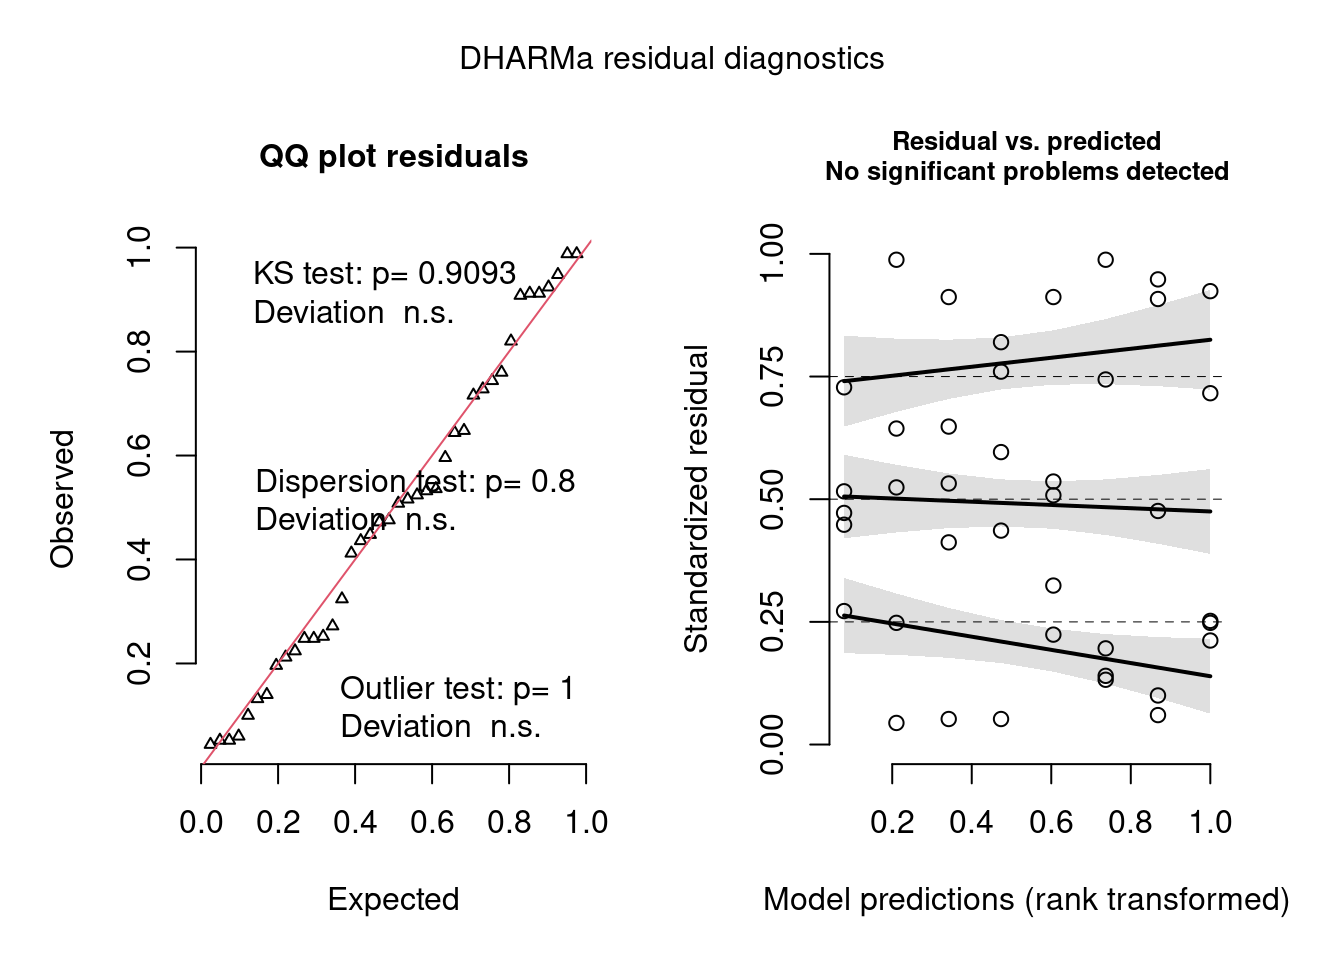 DHARMa residual diagnostics
QQ plot residuals
KS test: p= 0.9093
Deviation  n.s.
Dispersion test: p= 0.8
Deviation  n.s.
Outlier test: p= 1
Deviation  n.s.
Observed
1.0
0.8
0.6
0.4
0.2
0.0 0.2 0.4 0.6 0.8 1.0
Expected
Residual vs. predicted
No significant problems detected
Standardized residual
1.00
0.75
0.50
0.25
0.00
0.2 0.4 0.6 0.8 1.0
Model predictions (rank transformed)